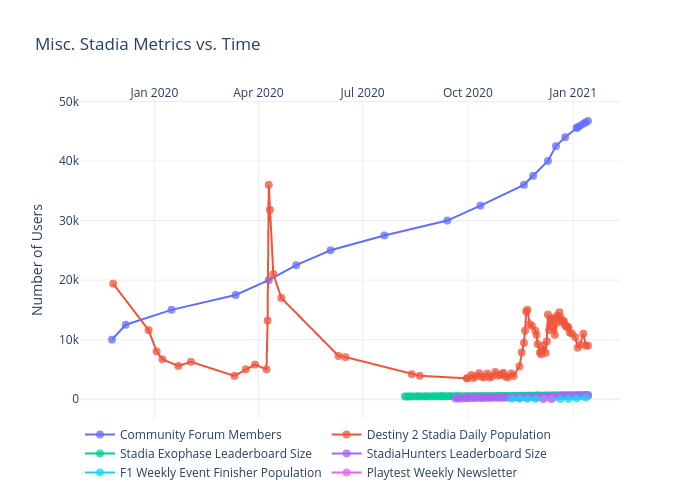 Misc. Stadia Metrics vs. Time
Jan 2020 Apr 2020 Jul 2020 Oct 2020 Jan 2021
50k
40k
30k
20k
10k
0
Number of Users
Community Forum Members Destiny 2 Stadia Daily Population
Stadia Exophase Leaderboard Size StadiaHunters Leaderboard Size
F1 Weekly Event Finisher Population Playtest Weekly Newsletter